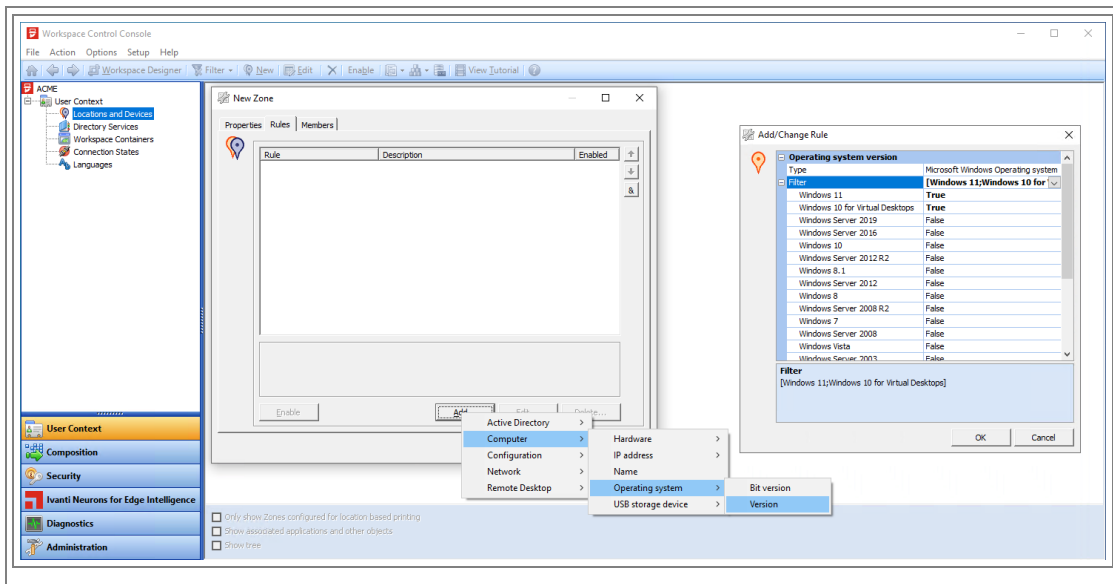 Workspace Control Console
File Action Options Setup Help
Workspace Designer Filter New Edit Enable View Tutorial
ACME
User Context
Locations and Devices
Directory Services
Workspace Containers
Connection States
Languages
New Zone
Properties Rules Members
Rule Description Enabled
&
Enable Add Edit Delete...
Active Directory
Computer
Configuration
Network
Remote Desktop
Hardware
IP address
Name
Operating system
USB storage device
Bit version
Version
Add/Change Rule
Operating system version
Type Microsoft Windows Operating system
Filter [Windows 11;Windows 10 for
Windows 11 True
Windows 10 for Virtual Desktops True
Windows Server 2019 False
Windows Server 2016 False
Windows 10 False
Windows Server 2012 R2 False
Windows 8.1 False
Windows Server 2012 False
Windows 8 False
Windows Server 2008 R2 False
Windows 7 False
Windows Server 2008 False
Windows Vista False
Windows Server 2003 False
Filter
[Windows 11;Windows 10 for Virtual Desktops]
OK Cancel
User Context
Composition
Security
Ivanti Neurons for Edge Intelligence
Diagnostics
Administration
Only show Zones configured for location based printing
Show associated applications and other objects
Show tree